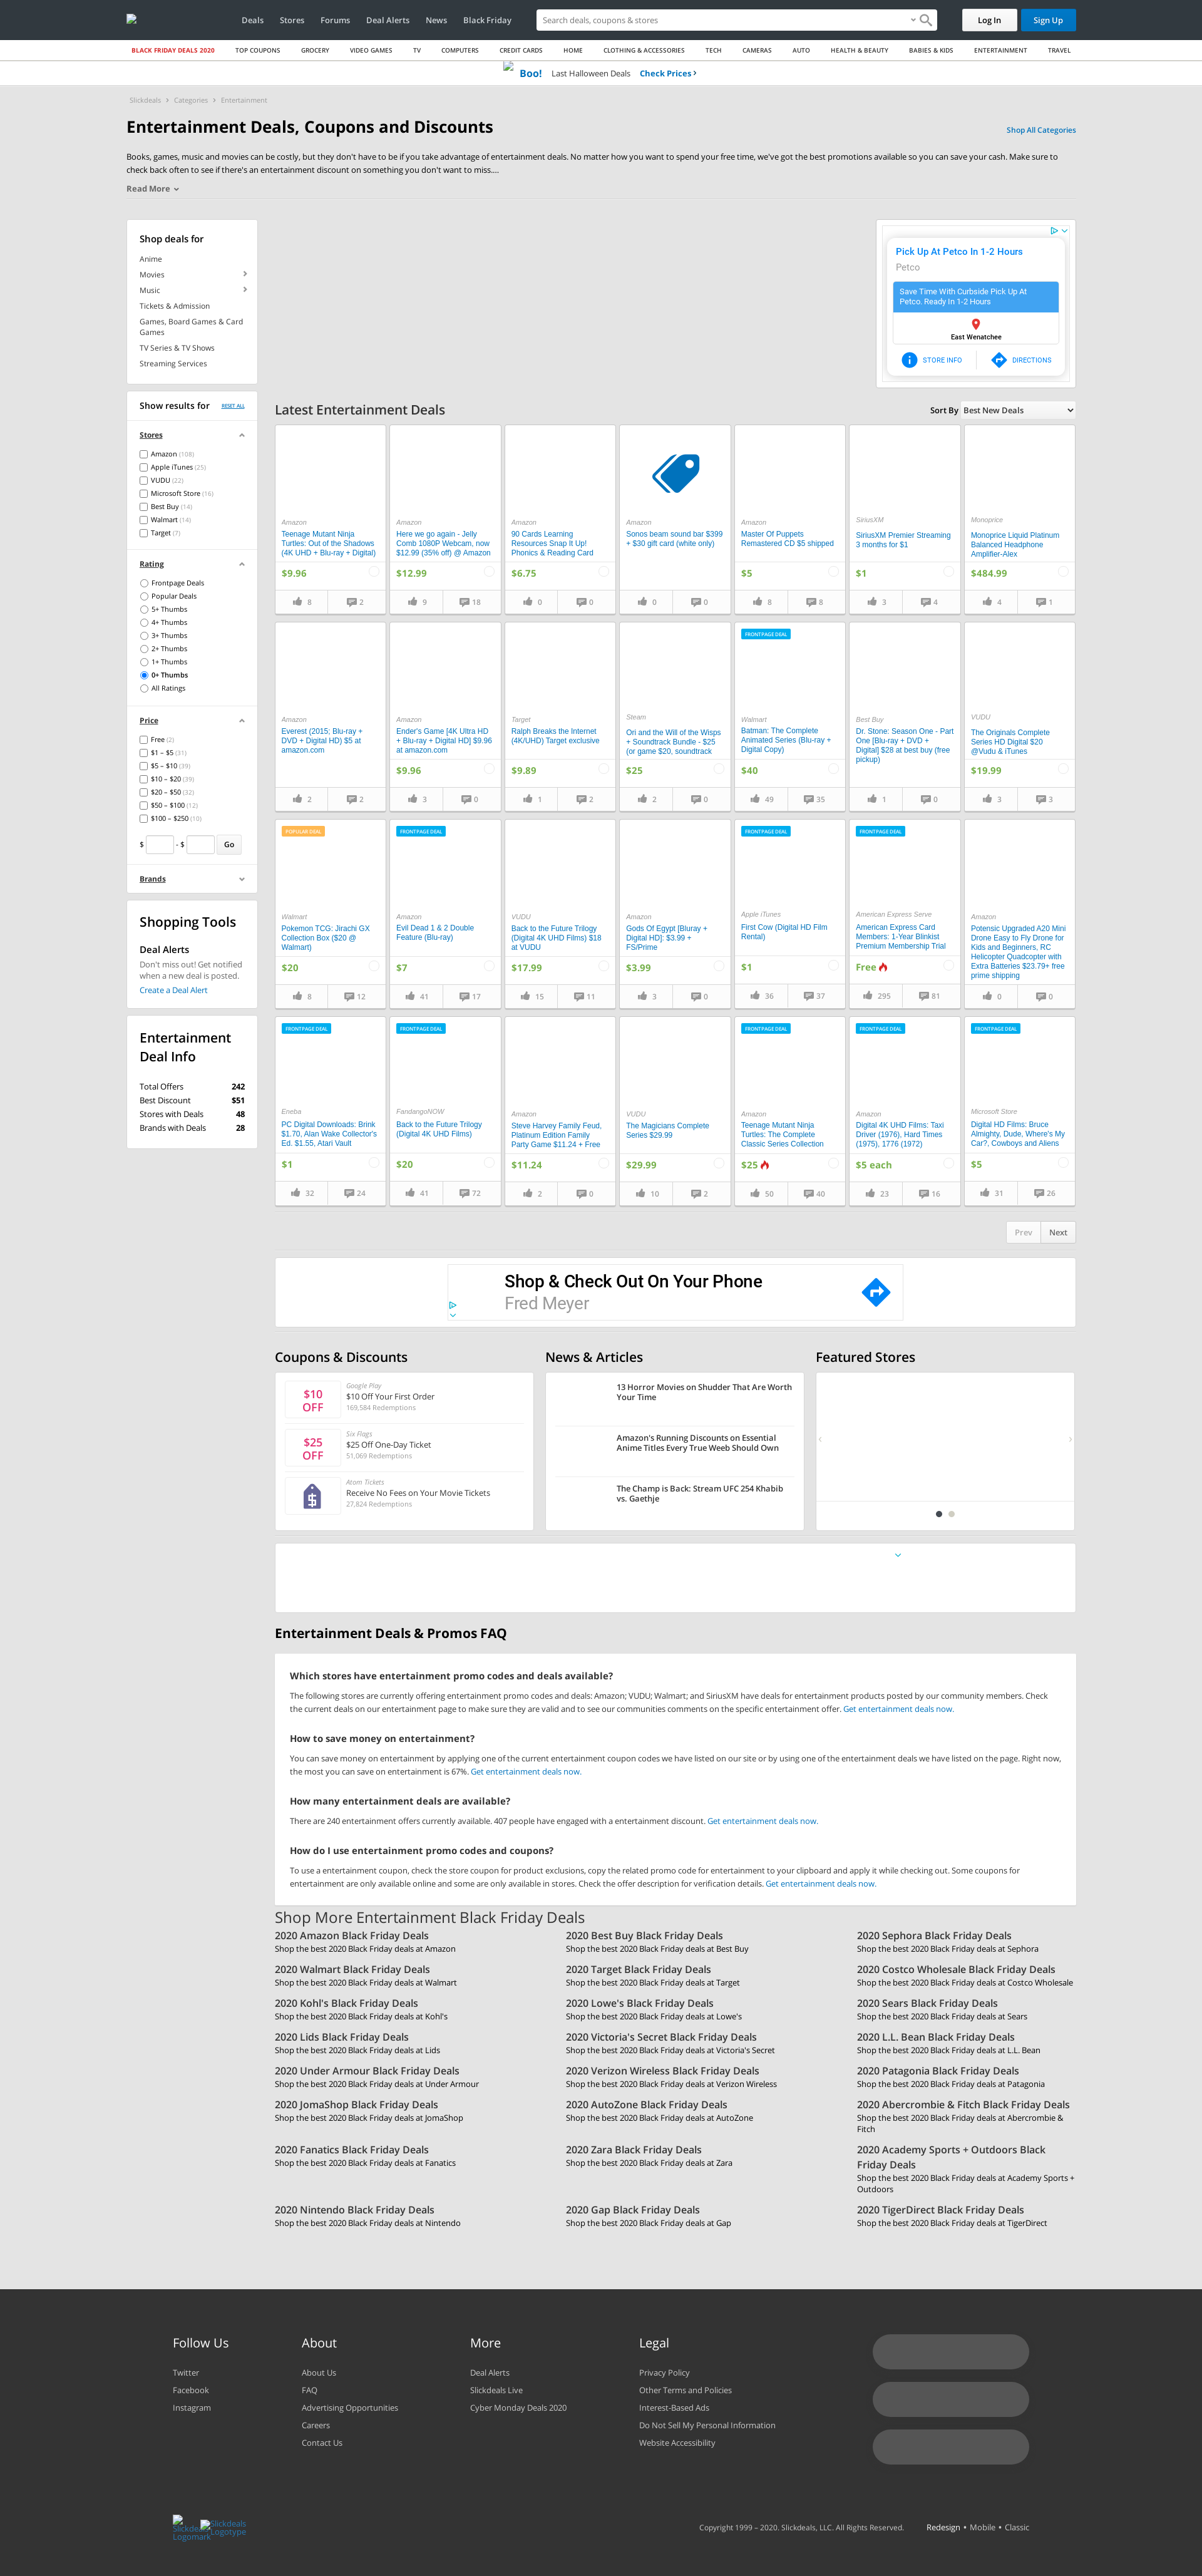 Deals
Stores
Forums
Deal Alerts
News
Black Friday
Search deals, coupons & stores
Log In
Sign Up
BLACK FRIDAY DEALS 2020
TOP COUPONS
GROCERY
VIDEO GAMES
TV
COMPUTERS
CREDIT CARDS
HOME
CLOTHING & ACCESSORIES
TECH
CAMERAS
AUTO
HEALTH & BEAUTY
BABIES & KIDS
ENTERTAINMENT
TRAVEL
Boo! Last Halloween Deals Check Prices
Slickdeals
Categories
Entertainment
Entertainment Deals, Coupons and Discounts
Shop All Categories
Books, games, music and movies can be costly, but they don't have to be if you take advantage of entertainment deals. No matter how you want to spend your free time, we've got the best promotions available so you can save your cash. Make sure to
check back often to see if there's an entertainment discount on something you don't want to miss....
Read More
Shop deals for
Anime
Movies
Music
Tickets & Admission
Games, Board Games & Card
Games
TV Series & TV Shows
Streaming Services
Pick Up At Petco In 1-2 Hours
Petco
Save Time With Curbside Pick Up At
Petco. Ready In 1-2 Hours
East Wenatchee
STORE INFO
DIRECTIONS
Show results for
RESET ALL
Stores
Amazon (108)
Apple iTunes (25)
VUDU (22)
Microsoft Store (16)
Best Buy (14)
Walmart (14)
Target (7)
Rating
Frontpage Deals
Popular Deals
5+ Thumbs
4+ Thumbs
3+ Thumbs
2+ Thumbs
1+ Thumbs
0+ Thumbs
All Ratings
Price
Free (2)
$1 – $5 (31)
$5 – $10 (39)
$10 – $20 (39)
$20 – $50 (32)
$50 – $100 (12)
$100 – $250 (10)
$ - $ Go
Brands
Shopping Tools
Deal Alerts
Don't miss out! Get notified
when a new deal is posted.
Create a Deal Alert
Entertainment
Deal Info
Total Offers 242
Best Discount $51
Stores with Deals 48
Brands with Deals 28
Latest Entertainment Deals
Sort By Best New Deals
Amazon
Teenage Mutant Ninja
Turtles: Out of the Shadows
(4K UHD + Blu-ray + Digital)
$9.96
8
2
Amazon
Here we go again - Jelly
Comb 1080P Webcam, now
$12.99 (35% off) @ Amazon
$12.99
9
18
Amazon
90 Cards Learning
Resources Snap It Up!
Phonics & Reading Card
$6.75
0
0
Amazon
Sonos beam sound bar $399
+ $30 gift card (white only)
0
0
Amazon
Master Of Puppets
Remastered CD $5 shipped
$5
8
8
SiriusXM
SiriusXM Premier Streaming
3 months for $1
$1
3
4
Monoprice
Monoprice Liquid Platinum
Balanced Headphone
Amplifier-Alex
$484.99
4
1
Amazon
Everest (2015; Blu-ray +
DVD + Digital HD) $5 at
amazon.com
2
2
Amazon
Ender's Game [4K Ultra HD
+ Blu-ray + Digital HD] $9.96
at amazon.com
$9.96
3
0
Target
Ralph Breaks the Internet
(4K/UHD) Target exclusive
$9.89
1
2
Steam
Ori and the Will of the Wisps
+ Soundtrack Bundle - $25
(or game $20, soundtrack
$25
2
0
FRONTPAGE DEAL
Walmart
Batman: The Complete
Animated Series (Blu-ray +
Digital Copy)
$40
49
35
Best Buy
Dr. Stone: Season One - Part
One [Blu-ray + DVD +
Digital] $28 at best buy (free
pickup)
1
0
VUDU
The Originals Complete
Series HD Digital $20
@Vudu & iTunes
$19.99
3
3
POPULAR DEAL
Walmart
Pokemon TCG: Jirachi GX
Collection Box ($20 @
Walmart)
$20
8
12
FRONTPAGE DEAL
Amazon
Evil Dead 1 & 2 Double
Feature (Blu-ray)
$7
41
17
VUDU
Back to the Future Trilogy
(Digital 4K UHD Films) $18
at VUDU
$17.99
15
11
Amazon
Gods Of Egypt [Bluray +
Digital HD]: $3.99 +
FS/Prime
$3.99
3
0
FRONTPAGE DEAL
Apple iTunes
First Cow (Digital HD Film
Rental)
$1
36
37
FRONTPAGE DEAL
American Express Serve
American Express Card
Members: 1-Year Blinkist
Premium Membership Trial
Free
295
81
Amazon
Potensic Upgraded A20 Mini
Drone Easy to Fly Drone for
Kids and Beginners, RC
Helicopter Quadcopter with
Extra Batteries $23.79+ free
prime shipping
0
0
FRONTPAGE DEAL
Eneba
PC Digital Downloads: Brink
$1.70, Alan Wake Collector's
Ed. $1.55, Atari Vault
$1
32
24
FRONTPAGE DEAL
FandangoNOW
Back to the Future Trilogy
(Digital 4K UHD Films)
$20
41
72
Amazon
Steve Harvey Family Feud,
Platinum Edition Family
Party Game $11.24 + Free
$11.24
2
0
VUDU
The Magicians Complete
Series $29.99
$29.99
10
2
FRONTPAGE DEAL
Amazon
Teenage Mutant Ninja
Turtles: The Complete
Classic Series Collection
$25
50
40
FRONTPAGE DEAL
Amazon
Digital 4K UHD Films: Taxi
Driver (1976), Hard Times
(1975), 1776 (1972)
$5 each
23
16
FRONTPAGE DEAL
Microsoft Store
Digital HD Films: Bruce
Almighty, Dude, Where's My
Car?, Cowboys and Aliens
$5
31
26
Prev
Next
Shop & Check Out On Your Phone
Fred Meyer
Coupons & Discounts
$10
OFF
Google Play
$10 Off Your First Order
169,584 Redemptions
$25
OFF
Six Flags
$25 Off One-Day Ticket
51,069 Redemptions
Atom Tickets
Receive No Fees on Your Movie Tickets
27,824 Redemptions
News & Articles
13 Horror Movies on Shudder That Are Worth
Your Time
Amazon's Running Discounts on Essential
Anime Titles Every True Weeb Should Own
The Champ is Back: Stream UFC 254 Khabib
vs. Gaethje
Featured Stores
Entertainment Deals & Promos FAQ
Which stores have entertainment promo codes and deals available?
The following stores are currently offering entertainment promo codes and deals: Amazon; VUDU; Walmart; and SiriusXM have deals for entertainment products posted by our community members. Check
the current deals on our entertainment page to make sure they are valid and to see our communities comments on the specific entertainment offer. Get entertainment deals now.
How to save money on entertainment?
You can save money on entertainment by applying one of the current entertainment coupon codes we have listed on our site or by using one of the entertainment deals we have listed on the page. Right now,
the most you can save on entertainment is 67%. Get entertainment deals now.
How many entertainment deals are available?
There are 240 entertainment offers currently available. 407 people have engaged with a entertainment discount. Get entertainment deals now.
How do I use entertainment promo codes and coupons?
To use a entertainment coupon, check the store coupon for product exclusions, copy the related promo code for entertainment to your clipboard and apply it while checking out. Some coupons for
entertainment are only available online and some are only available in stores. Check the offer description for verification details. Get entertainment deals now.
Shop More Entertainment Black Friday Deals
2020 Amazon Black Friday Deals
Shop the best 2020 Black Friday deals at Amazon
2020 Best Buy Black Friday Deals
Shop the best 2020 Black Friday deals at Best Buy
2020 Sephora Black Friday Deals
Shop the best 2020 Black Friday deals at Sephora
2020 Walmart Black Friday Deals
Shop the best 2020 Black Friday deals at Walmart
2020 Target Black Friday Deals
Shop the best 2020 Black Friday deals at Target
2020 Costco Wholesale Black Friday Deals
Shop the best 2020 Black Friday deals at Costco Wholesale
2020 Kohl's Black Friday Deals
Shop the best 2020 Black Friday deals at Kohl's
2020 Lowe's Black Friday Deals
Shop the best 2020 Black Friday deals at Lowe's
2020 Sears Black Friday Deals
Shop the best 2020 Black Friday deals at Sears
2020 Lids Black Friday Deals
Shop the best 2020 Black Friday deals at Lids
2020 Victoria's Secret Black Friday Deals
Shop the best 2020 Black Friday deals at Victoria's Secret
2020 L.L. Bean Black Friday Deals
Shop the best 2020 Black Friday deals at L.L. Bean
2020 Under Armour Black Friday Deals
Shop the best 2020 Black Friday deals at Under Armour
2020 Verizon Wireless Black Friday Deals
Shop the best 2020 Black Friday deals at Verizon Wireless
2020 Patagonia Black Friday Deals
Shop the best 2020 Black Friday deals at Patagonia
2020 JomaShop Black Friday Deals
Shop the best 2020 Black Friday deals at JomaShop
2020 AutoZone Black Friday Deals
Shop the best 2020 Black Friday deals at AutoZone
2020 Abercrombie & Fitch Black Friday Deals
Shop the best 2020 Black Friday deals at Abercrombie &
Fitch
2020 Fanatics Black Friday Deals
Shop the best 2020 Black Friday deals at Fanatics
2020 Zara Black Friday Deals
Shop the best 2020 Black Friday deals at Zara
2020 Academy Sports + Outdoors Black
Friday Deals
Shop the best 2020 Black Friday deals at Academy Sports +
Outdoors
2020 Nintendo Black Friday Deals
Shop the best 2020 Black Friday deals at Nintendo
2020 Gap Black Friday Deals
Shop the best 2020 Black Friday deals at Gap
2020 TigerDirect Black Friday Deals
Shop the best 2020 Black Friday deals at TigerDirect
Follow Us
Twitter
Facebook
Instagram
About
About Us
FAQ
Advertising Opportunities
Careers
Contact Us
More
Deal Alerts
Slickdeals Live
Cyber Monday Deals 2020
Legal
Privacy Policy
Other Terms and Policies
Interest-Based Ads
Do Not Sell My Personal Information
Website Accessibility
Slickdeals
Logotype
Logomark
Copyright 1999 – 2020. Slickdeals, LLC. All Rights Reserved.
Redesign • Mobile • Classic